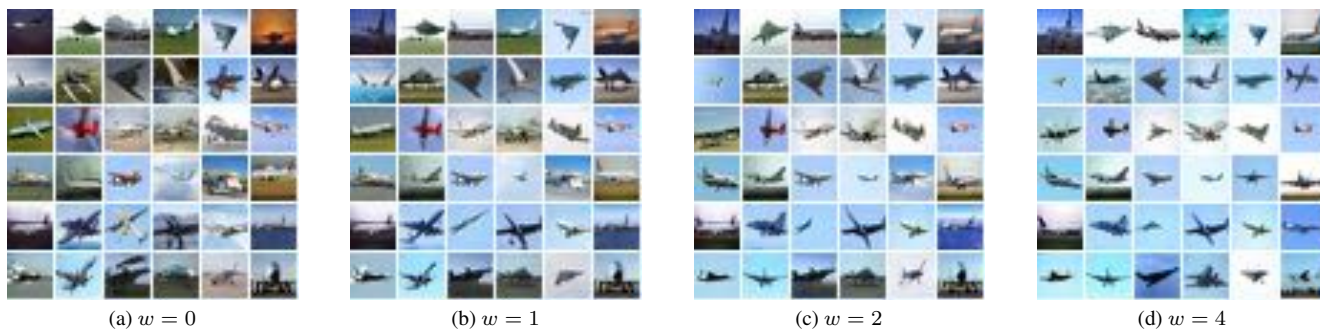 (a) w = 0
(b) w = 1
(c) w = 2
(d) w = 4